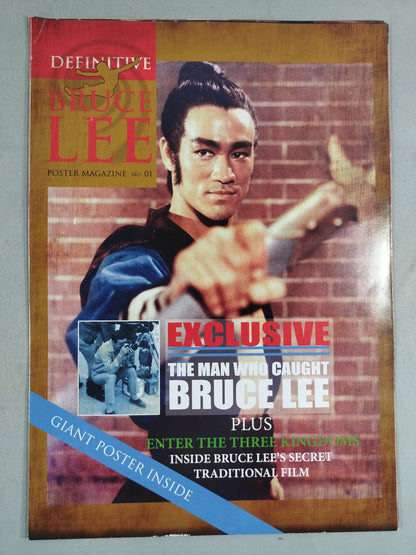 DEFINITIVE
BRUCE
LEE
POSTER MAGAZINE NO 01
EXCLUSIVE
THE MAN WHO CAUGHT
BRUCE LEE
PLUS
ENTER THE THREE KINGDOMS
INSIDE BRUCE LEE'S SECRET
TRADITIONAL FILM
GIANT POSTER INSIDE